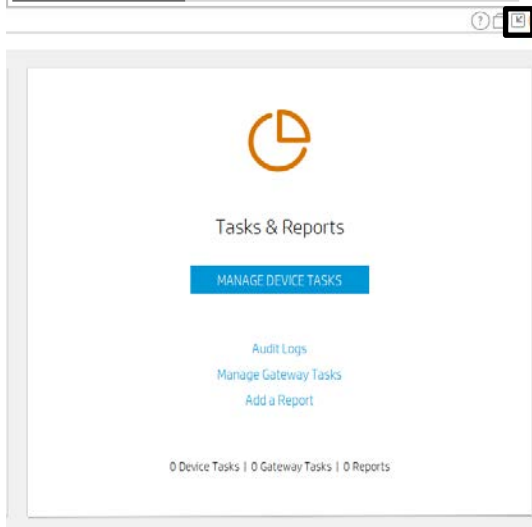 ?
Tasks & Reports
MANAGE DEVICE TASKS
Audit Logs
Manage Gateway Tasks
Add a Report
0 Device Tasks | 0 Gateway Tasks | 0 Reports